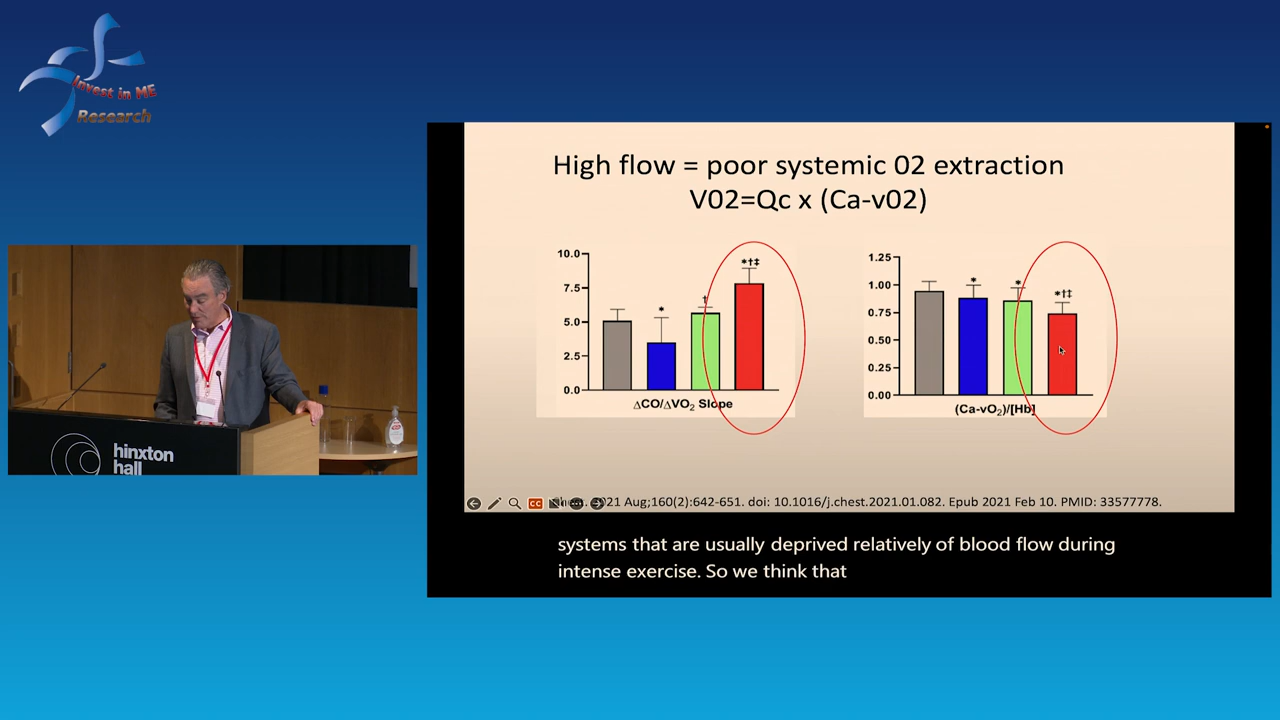 Invest in ME
Research
High flow = poor systemic 02 extraction
V02=Qc x (Ca-v02)
10.0
7.5
5.0
2.5
0.0
*
†
*†‡
ΔCO/ΔVO₂ Slope
1.25
1.00
0.75
0.50
0.25
0.00
*
*
*†‡
(Ca-vO₂)/[Hb]
2021 Aug;160(2):642-651. doi: 10.1016/j.chest.2021.01.082. Epub 2021 Feb 10. PMID: 33577778.
CC
hinxton
hall
systems that are usually deprived relatively of blood flow during
intense exercise. So we think that